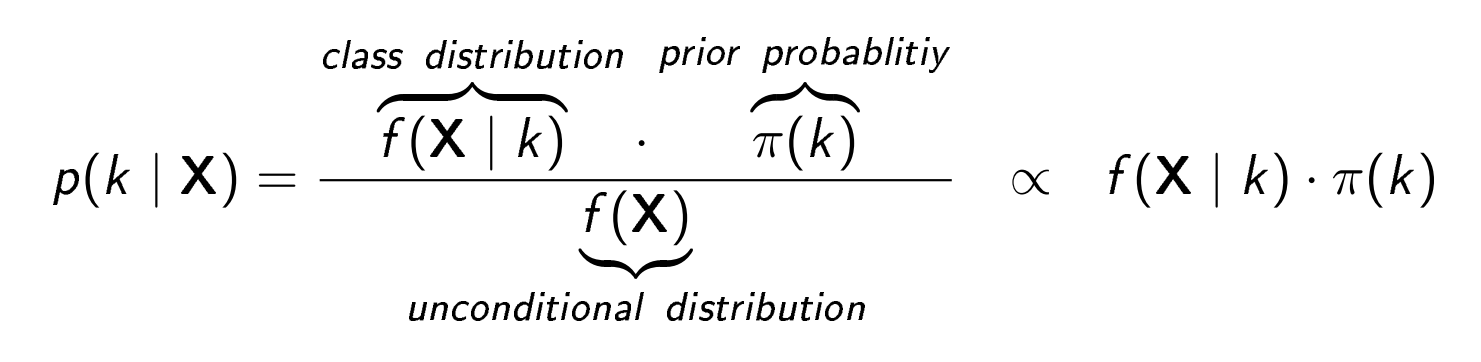 class distribution prior probablitiy
f(X | k) · π(k)
p(k | X) = ∝ f(X | k) · π(k)
f(X)
unconditional distribution